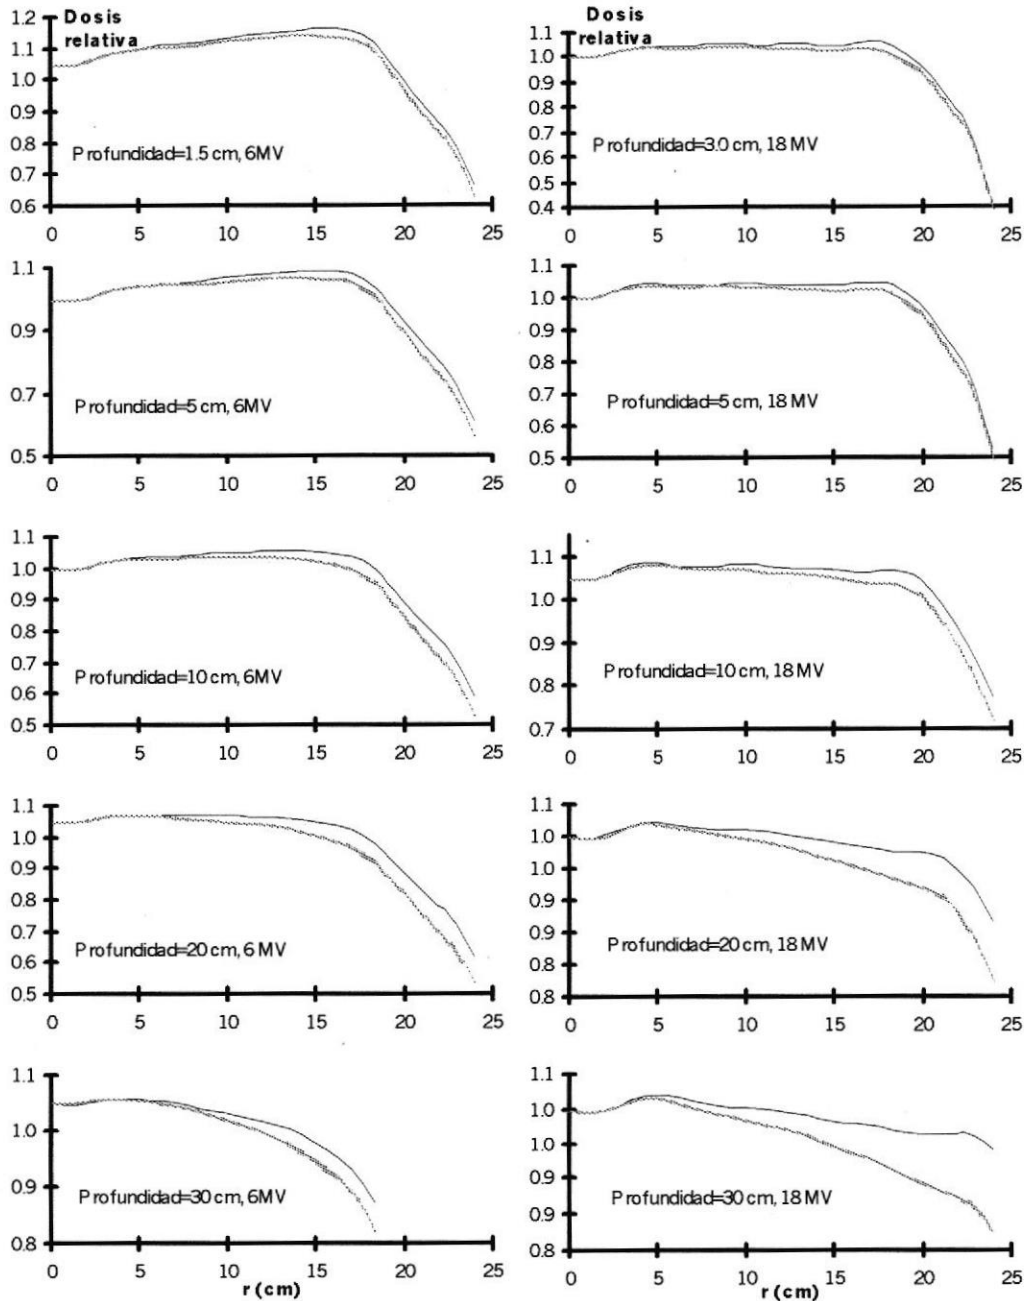 Dosis
relativa
1.2
1.1
1.0
0.9
0.8
0.7
0.6
0 5 10 15 20 25
Profundidad=1.5 cm, 6MV
Dosis
relativa
1.1
1.0
0.9
0.8
0.7
0.6
0.5
0.4
0 5 10 15 20 25
Profundidad=3.0 cm, 18 MV
1.1
0.9
0.7
0.5
0 5 10 15 20 25
Profundidad=5 cm, 6MV
1.1
1.0
0.9
0.8
0.7
0.6
0.5
0 5 10 15 20 25
Profundidad=5 cm, 18 MV
1.1
1.0
0.9
0.8
0.7
0.6
0.5
0 5 10 15 20 25
Profundidad=10 cm, 6MV
1.1
1.0
0.9
0.8
0.7
0 5 10 15 20 25
Profundidad=10 cm, 18 MV
1.1
1.0
0.9
0.8
0.7
0.6
0.5
0 5 10 15 20 25
Profundidad=20 cm, 6 MV
1.1
1.0
1.0
0.9
0.9
0.8
0.8
0 5 10 15 20 25
Profundidad=20 cm, 18 MV
1.1
1.0
0.9
0.8
0 5 10 15 20 25
Profundidad=30 cm, 6MV
r (cm)
1.1
1.0
1.0
0.9
0.9
0.8
0 5 10 15 20 25
Profundidad=30 cm, 18 MV
r (cm)